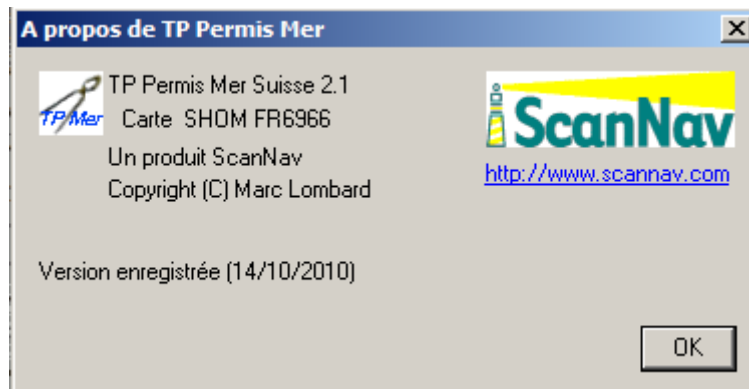 A propos de TP Permis Mer
TP Permis Mer Suisse 2.1
TP Mer
Carte SHOM FR6966
Un produit ScanNav
Copyright (C) Marc Lombard
ScanNav
http://www.scannav.com
Version enregistrée (14/10/2010)
OK